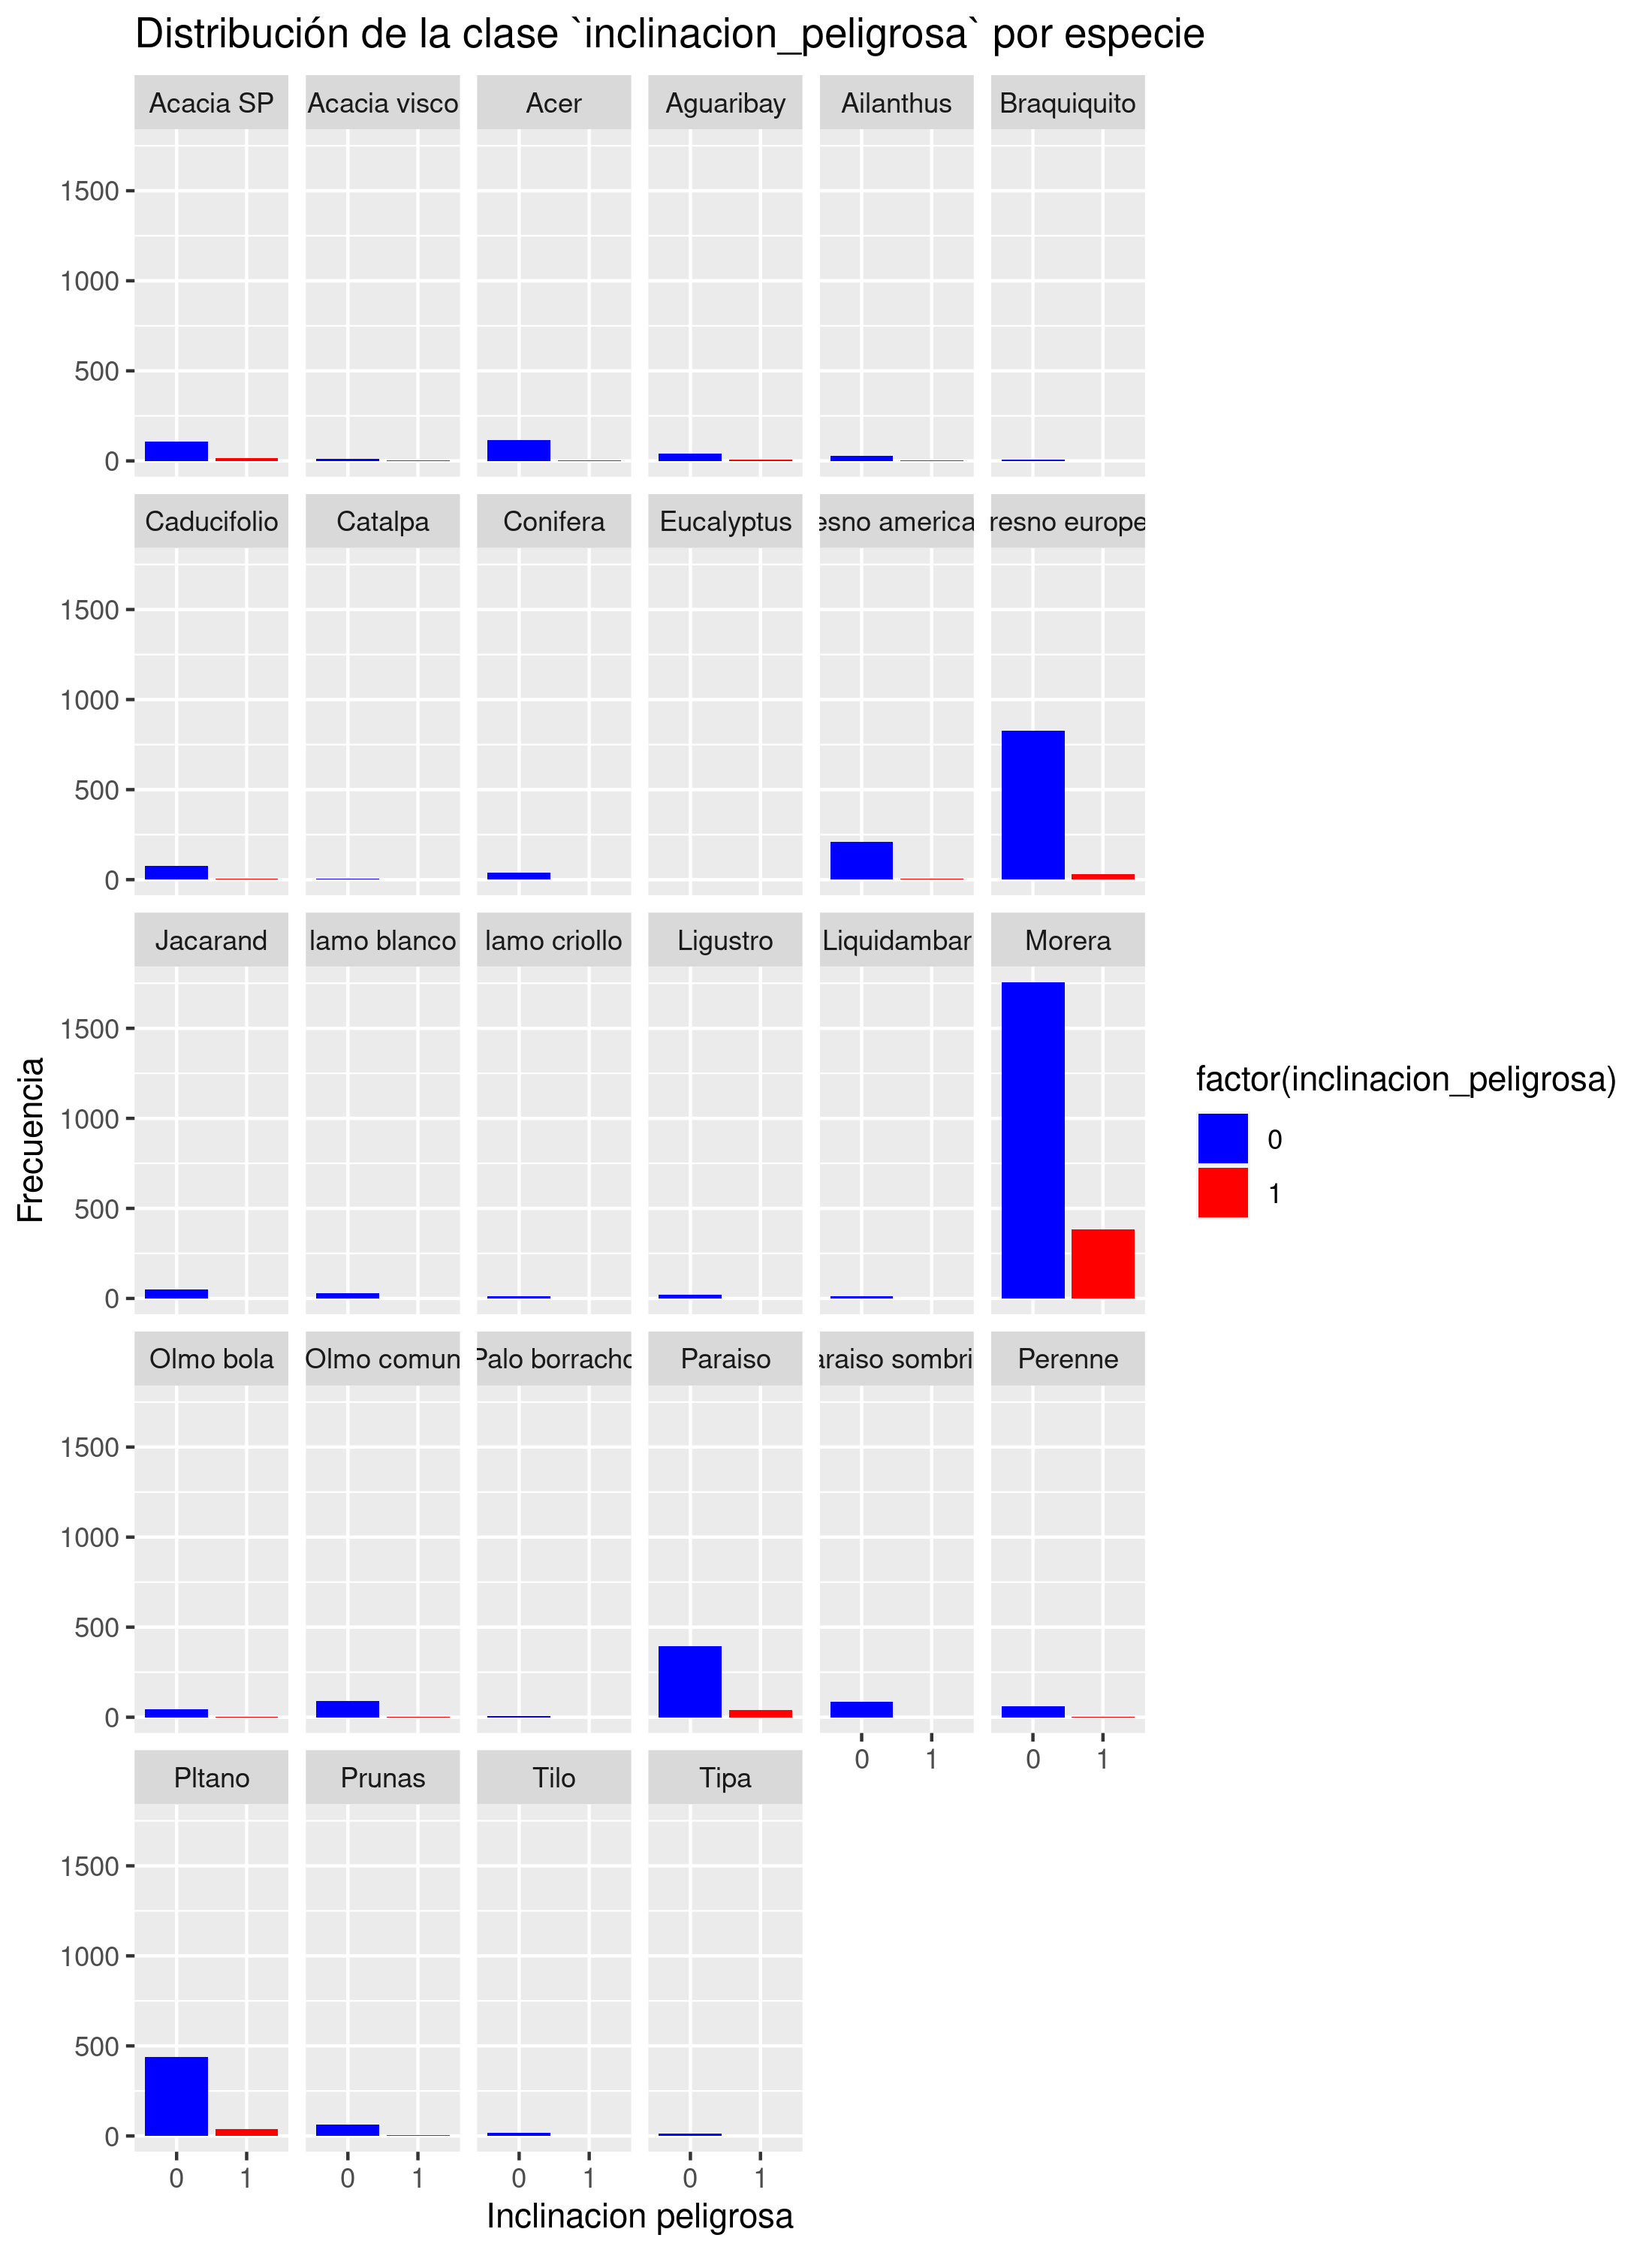 Distribución de la clase `inclinacion_peligrosa` por especie
Acacia SP Acacia visco Acer Aguaribay Ailanthus Braquiquito
1500
1000
500
0
Caducifolio Catalpa Conifera Eucalyptus esno america resno europe
1500
1000
500
0
Jacarand lamo blanco lamo criollo Ligustro Liquidambar Morera
1500
1000
500
0
Olmo bola Olmo comun Palo borracho Paraiso araiso sombri Perenne
1500
1000
500
0
0 1 0 1
Pltano Prunas Tilo Tipa
1500
1000
500
0
0 1 0 1 0 1 0 1
Inclinacion peligrosa
Frecuencia
factor(inclinacion_peligrosa)
0
1